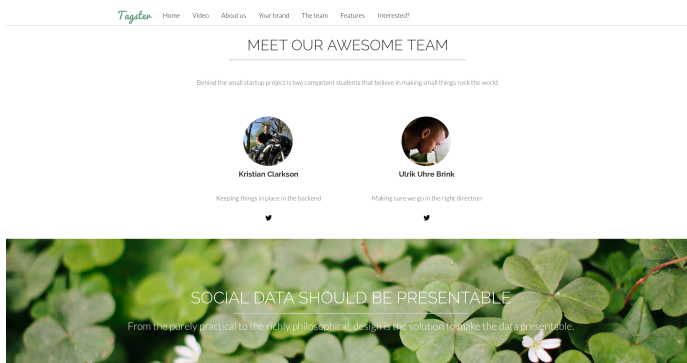 Tagster Home Video About us Your brand The team Features Interested?
MEET OUR AWESOME TEAM
Behind the small startup project is two competent students that believe in making small things rock the world.
Kristian Clarkson Ulrik Uhre Brink
Keeping things in place in the backend Making sure we go in the right direction
SOCIAL DATA SHOULD BE PRESENTABLE
From the purely practical to the richly philosophical, design is the solution to make the data presentable.